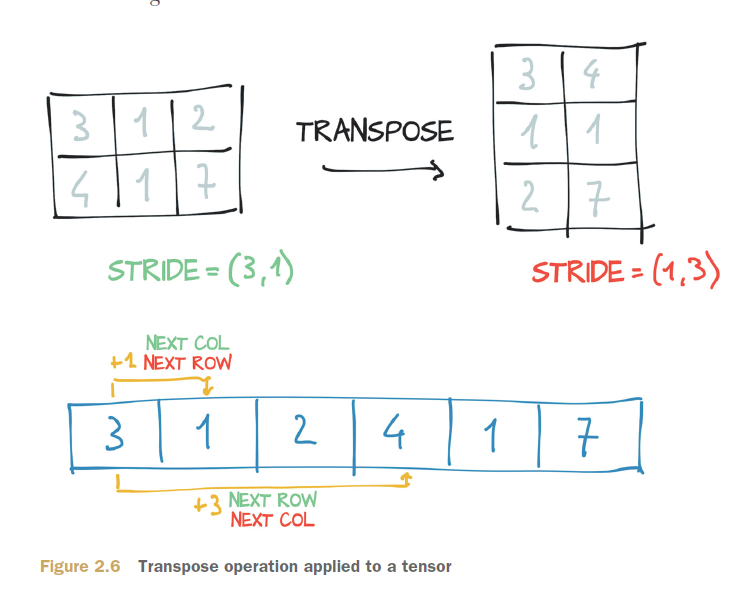 3 1 2
4 1 7
TRANSPOSE
3 4
1 1
2 7
STRIDE = (3,1)
STRIDE = (1,3)
NEXT COL
+1 NEXT ROW
3 1 2 4 1 7
+3 NEXT ROW
NEXT COL
Figure 2.6 Transpose operation applied to a tensor